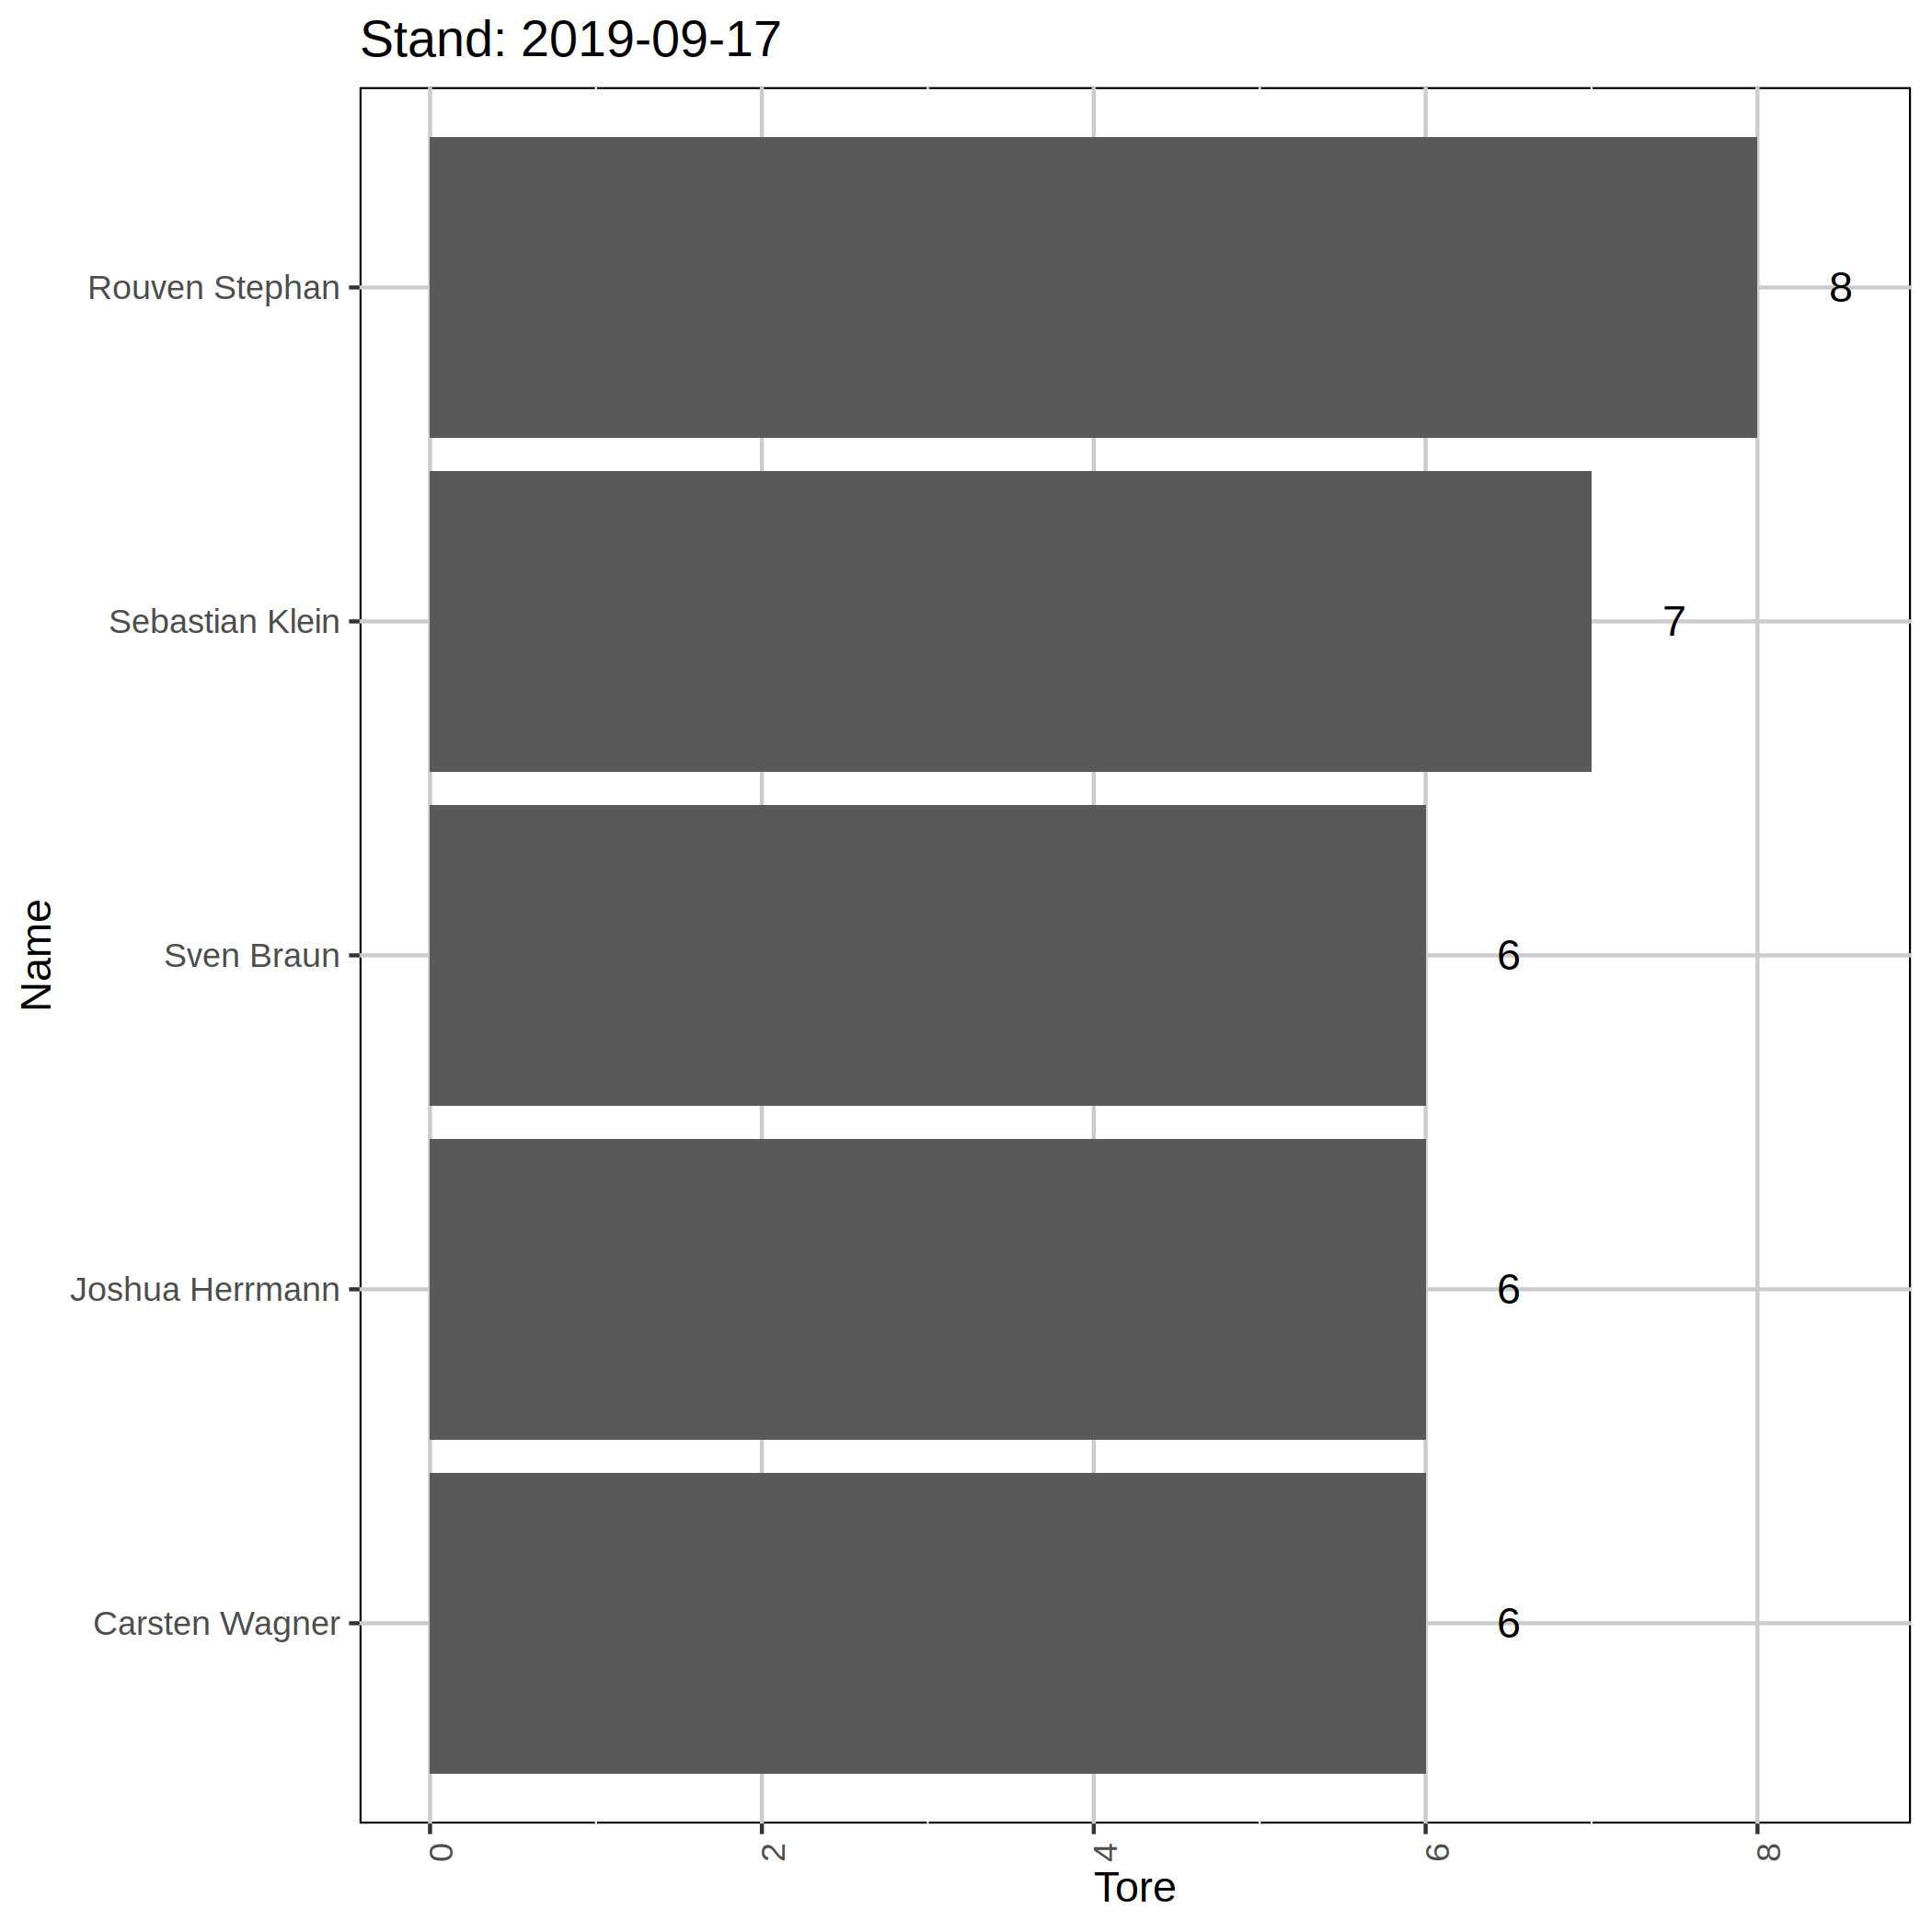 Stand: 2019-09-17
Rouven Stephan
8
Sebastian Klein
7
Name
Sven Braun
6
Joshua Herrmann
6
Carsten Wagner
6
0 2 4 6 8
Tore